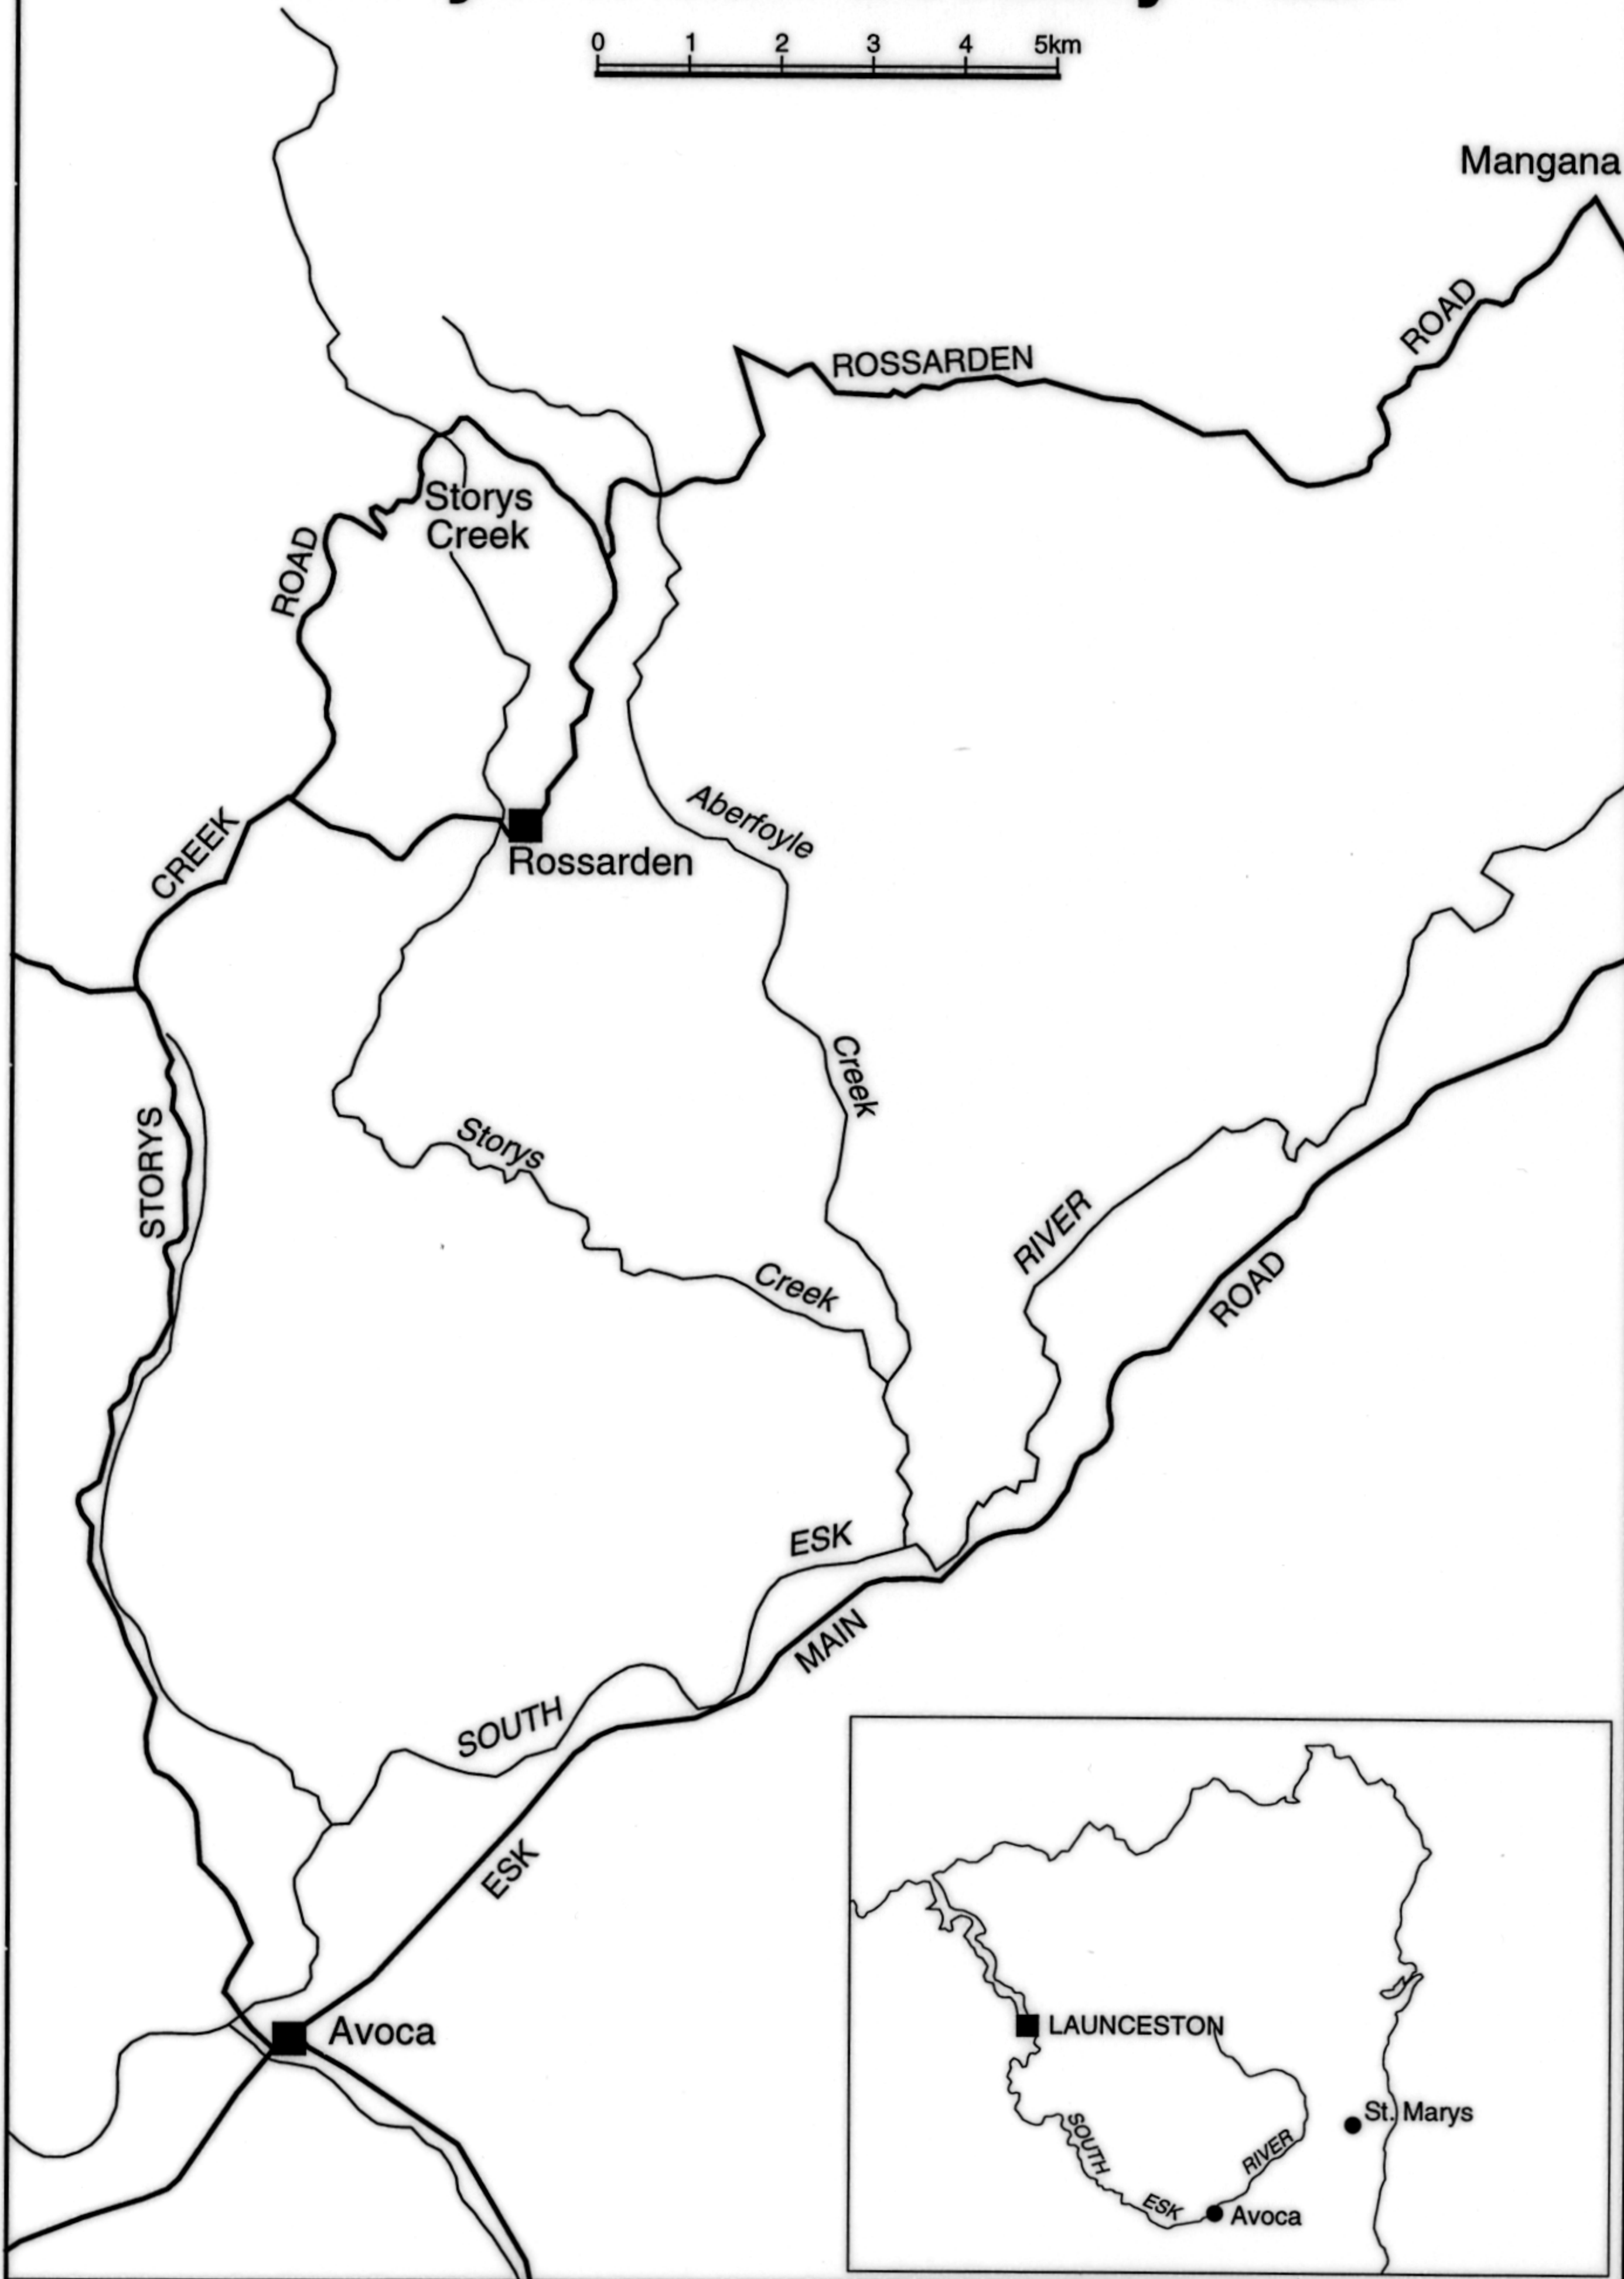 0 1 2 3 4 5km
Mangana
ROAD
ROSSARDEN
Storys
Creek
ROAD
Aberfoyle
CREEK
Rossarden
Creek
STORYS
Storys
RIVER
Creek
ROAD
ESK
MAIN
SOUTH
ESK
Avoca
LAUNCESTON
St. Marys
SOUTH
RIVER
ESK
Avoca